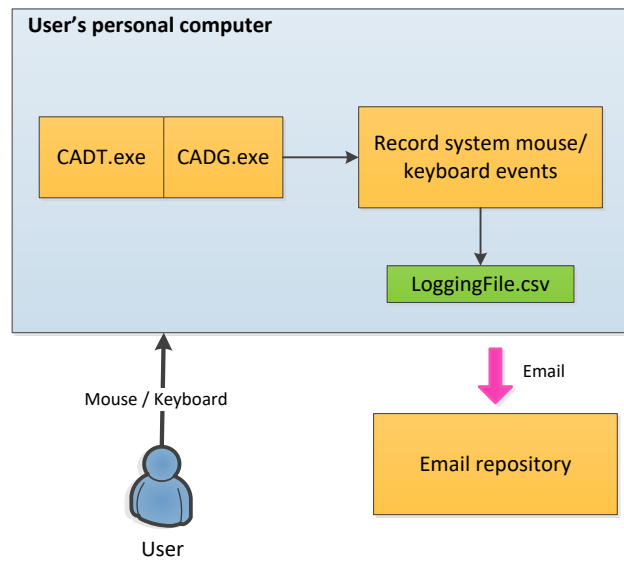 User's personal computer
CADT.exe
CADG.exe
Record system mouse/
keyboard events
LoggingFile.csv
Email
Mouse / Keyboard
Email repository
User